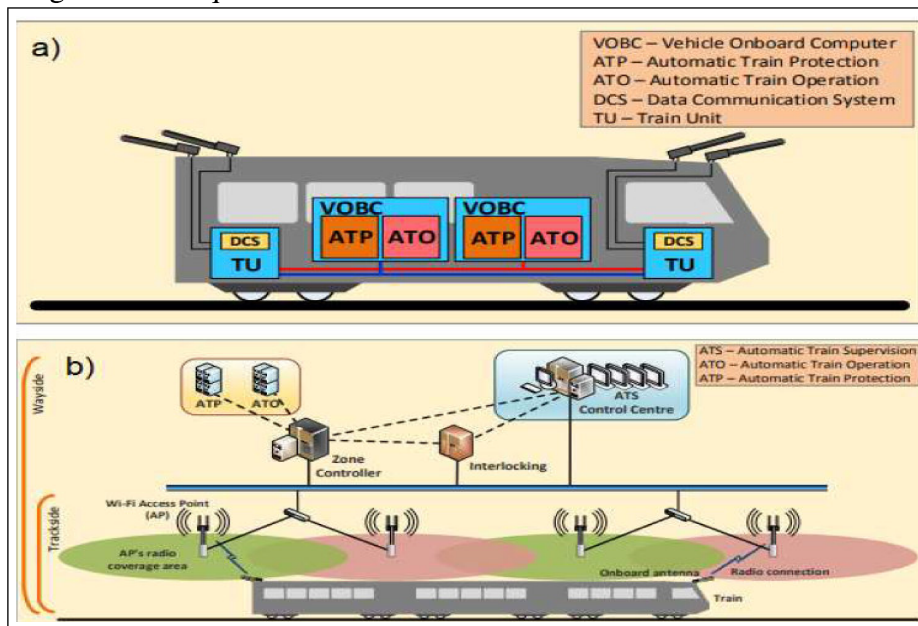 a)
VOBC – Vehicle Onboard Computer
ATP – Automatic Train Protection
ATO – Automatic Train Operation
DCS – Data Communication System
TU – Train Unit
VOBC
VOBC
ATP
ATO
ATP
ATO
DCS
TU
DCS
TU
b)
ATS – Automatic Train Supervision
ATO – Automatic Train Operation
ATP – Automatic Train Protection
Wayside
ATP
ATO
ATS
Control Centre
Zone
Controller
Interlocking
Trackside
Wi-Fi Access Point
(AP)
AP's radio
coverage area
Onboard antenna
Radio connection
Train